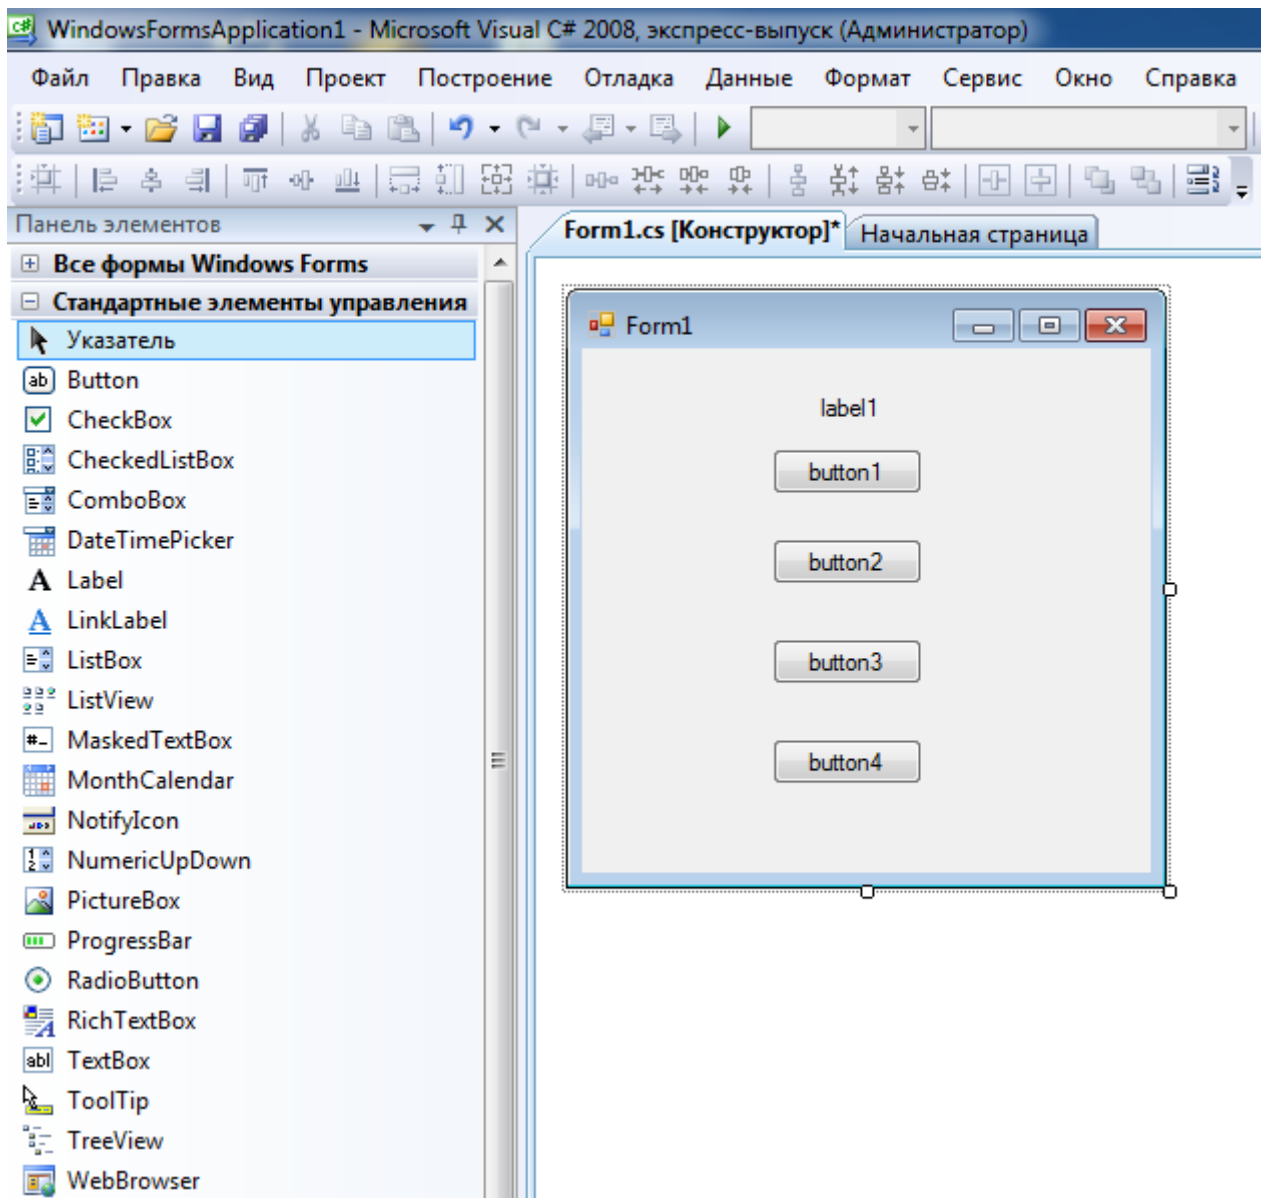 WindowsFormsApplication1 - Microsoft Visual C# 2008, экспресс-выпуск (Администратор)
Файл Правка Вид Проект Построение Отладка Данные Формат Сервис Окно Справка
Панель элементов
Form1.cs [Конструктор]* Начальная страница
Все формы Windows Forms
Стандартные элементы управления
Указатель
Button
CheckBox
CheckedListBox
ComboBox
DateTimePicker
Label
LinkLabel
ListBox
ListView
MaskedTextBox
MonthCalendar
NotifyIcon
NumericUpDown
PictureBox
ProgressBar
RadioButton
RichTextBox
TextBox
ToolTip
TreeView
WebBrowser
Form1
label1
button1
button2
button3
button4